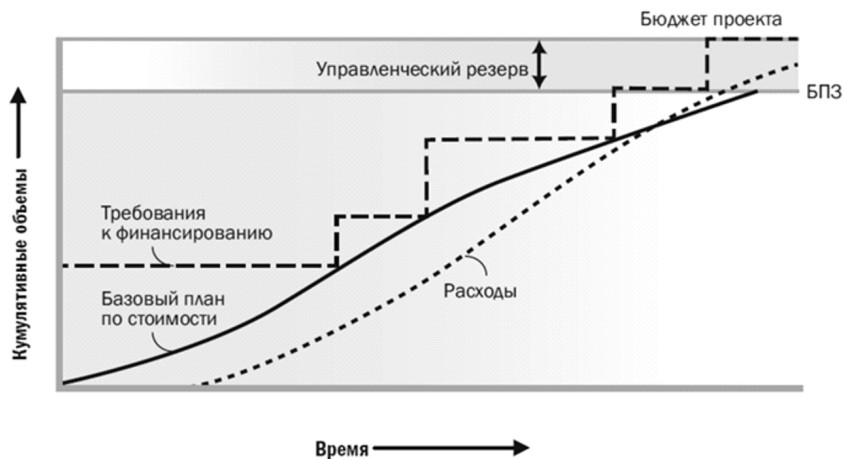 Бюджет проекта
Управленческий резерв
БПЗ
Кумулятивные объемы
Требования
к финансированию
Базовый план
по стоимости
Расходы
Время